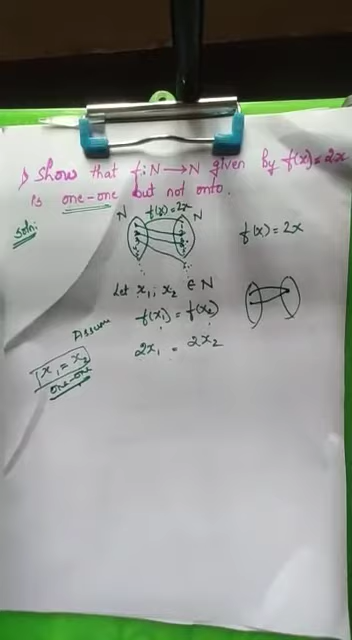 1) Show that f: N → N given by f(x) = 2x
is one-one but not onto.
Soln:
N f(x) = 2x N
f(x) = 2x
Let x₁, x₂ ∈ N
Assume f(x₁) = f(x₂)
2x₁ = 2x₂
x₁ = x₂
one-one